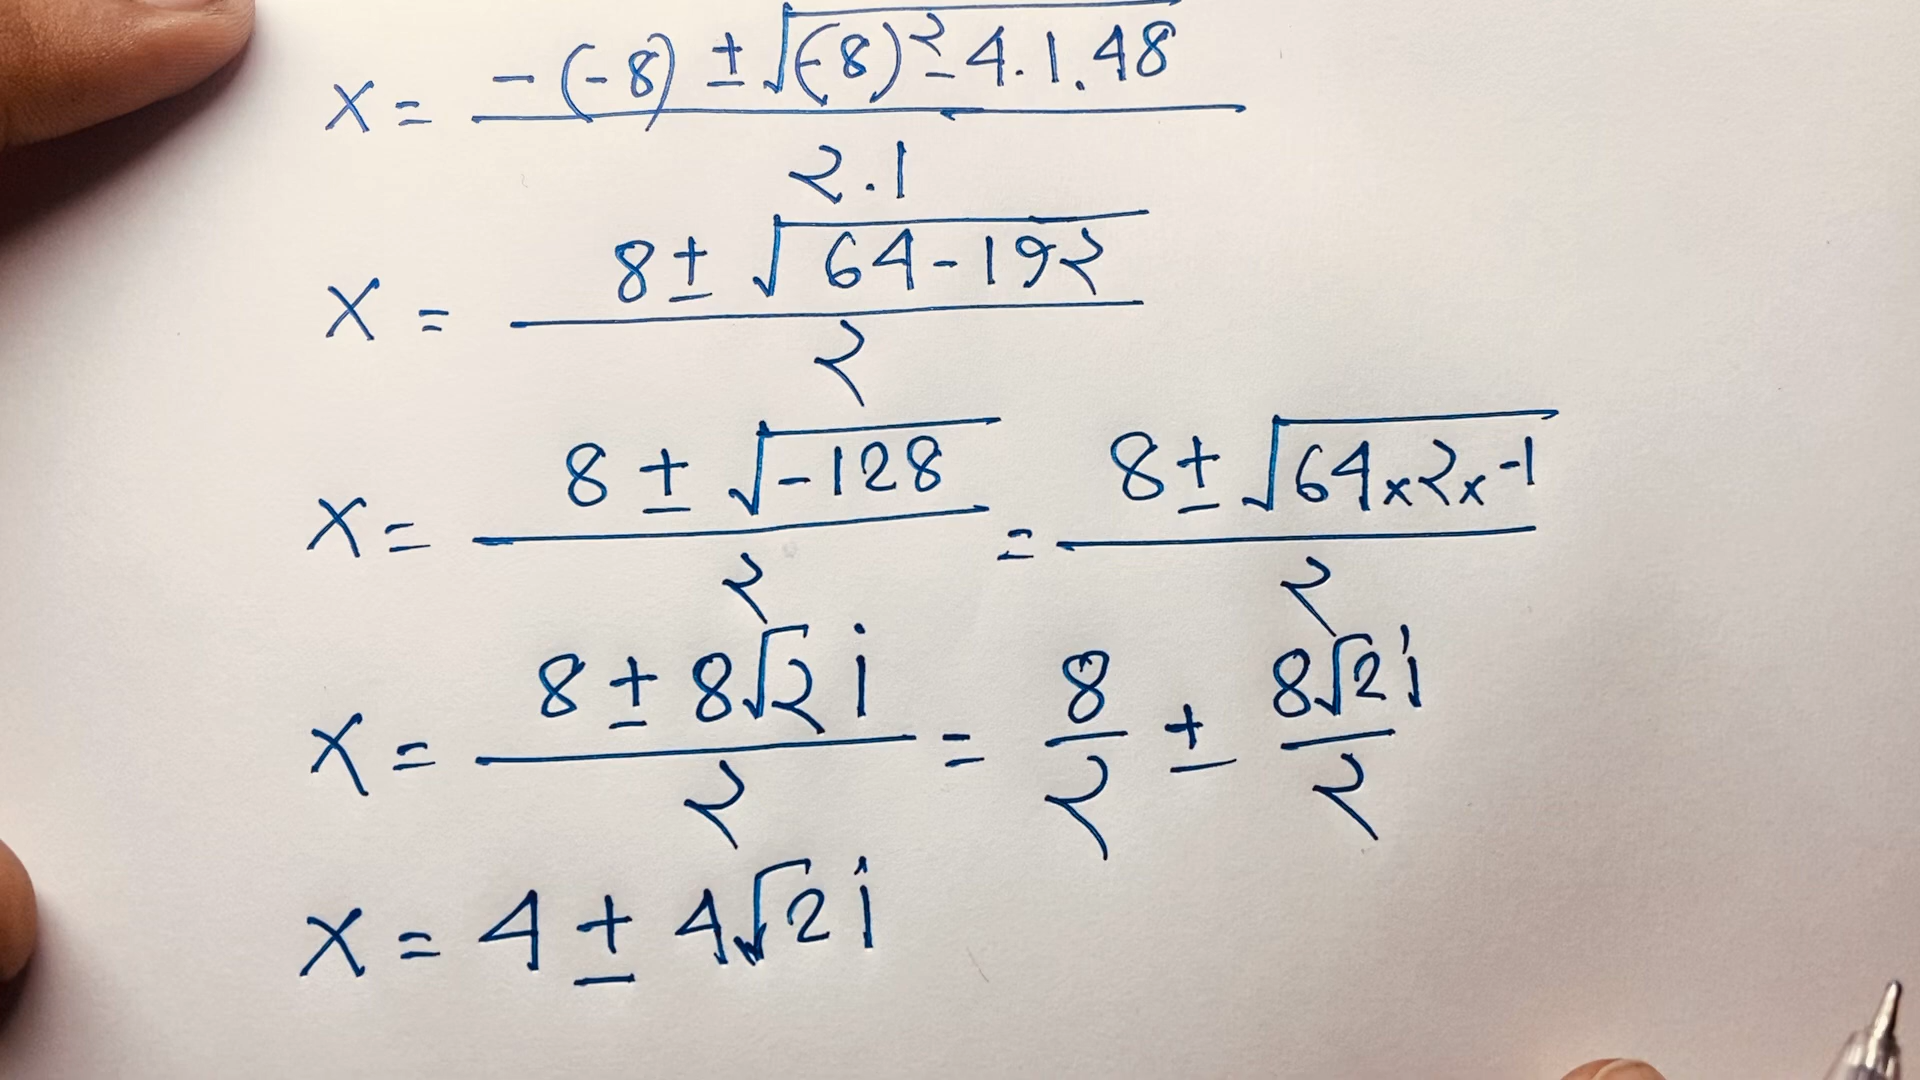 x = (-(-8) ± √((-8)² - 4.1.48)) / (2.1)
x = (8 ± √(64 - 192)) / 2
x = (8 ± √(-128)) / 2 = (8 ± √(64 x 2 x -1)) / 2
x = (8 ± 8√2 i) / 2 = 8/2 ± (8√2 i)/2
x = 4 ± 4√2 i